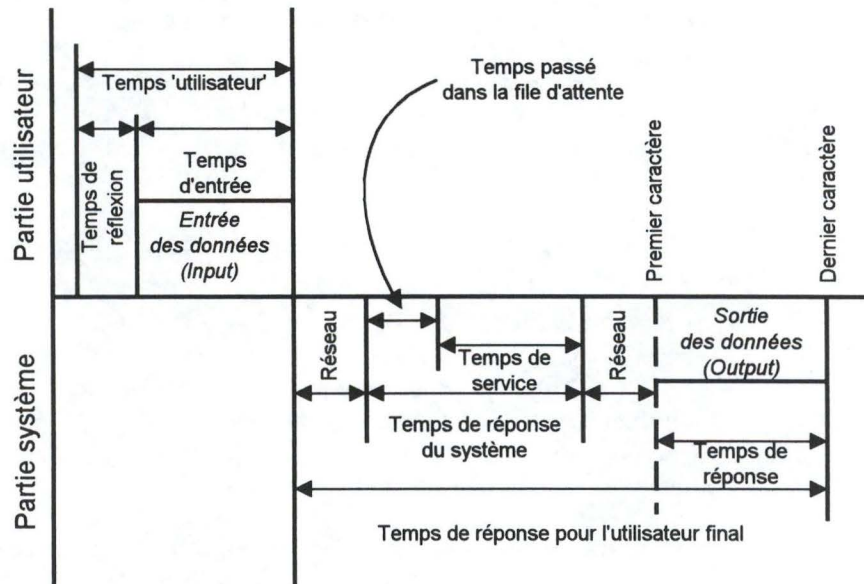 Partie utilisateur
Temps 'utilisateur'
Temps de
réflexion
Temps
d'entrée
Entrée
des données
(Input)
Temps passé
dans la file d'attente
Premier caractère
Dernier caractère
Partie système
Réseau
Temps de
service
Temps de réponse
du système
Réseau
Sortie
des données
(Output)
Temps de
réponse
Temps de réponse pour l'utilisateur final